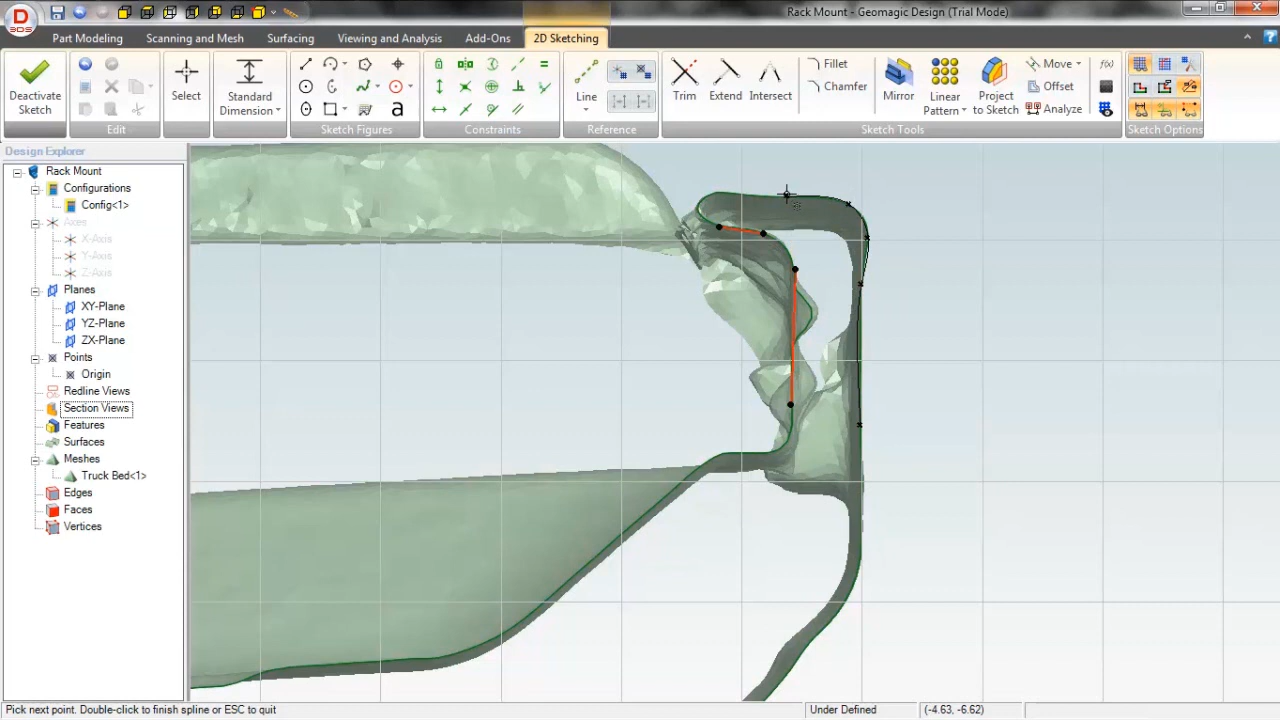 Rack Mount - Geomagic Design (Trial Mode)
D
3DS
Part Modeling Scanning and Mesh Surfacing Viewing and Analysis Add-Ons 2D Sketching
Deactivate Sketch
Edit
Select
Standard Dimension
Sketch Figures
Constraints
Line
Reference
Trim Extend Intersect
Fillet
Chamfer
Mirror
Linear Pattern
Project to Sketch
Move
Offset
Analyze
f(x)
Sketch Tools
Sketch Options
Design Explorer
Rack Mount
Configurations
Config<1>
Axes
X-Axis
Y-Axis
Z-Axis
Planes
XY-Plane
YZ-Plane
ZX-Plane
Points
Origin
Redline Views
Section Views
Features
Surfaces
Meshes
Truck Bed<1>
Edges
Faces
Vertices
Pick next point. Double-click to finish spline or ESC to quit
Under Defined
(-4.63, -6.62)